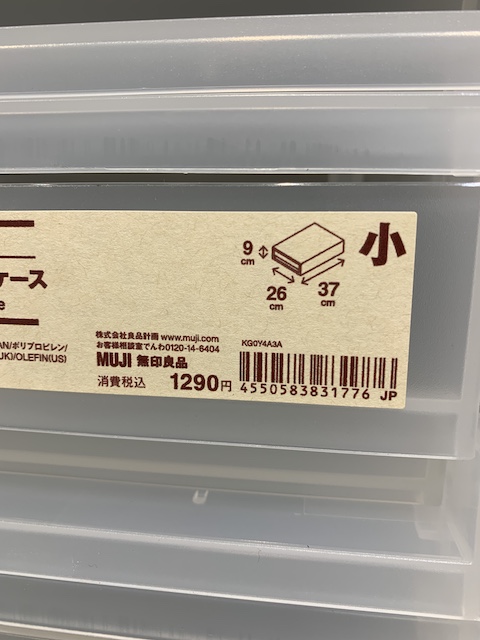 小
9
cm
26
cm
37
cm
ケース
e
AN/ポリプロピレン/
UK)/OLEFIN(US)
株式会社良品計画 www.muji.com
お客様相談室でんわ0120-14-6404
MUJI 無印良品
消費税込 1290円
KG0Y4A3A
4550583831776 JP